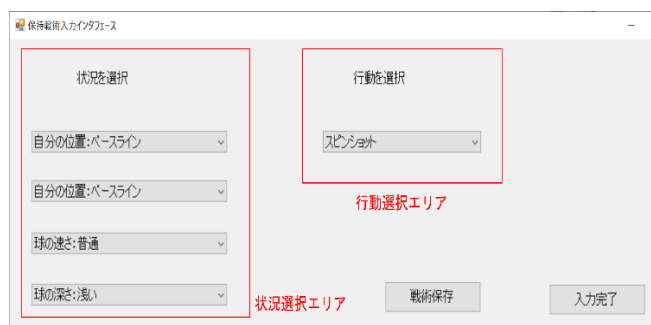 保持戦術入力インタフェース
状況を選択
行動を選択
自分の位置:ベースライン
スピンショット
自分の位置:ベースライン
行動選択エリア
球の速さ:普通
球の深さ:浅い
状況選択エリア
戦術保存
入力完了